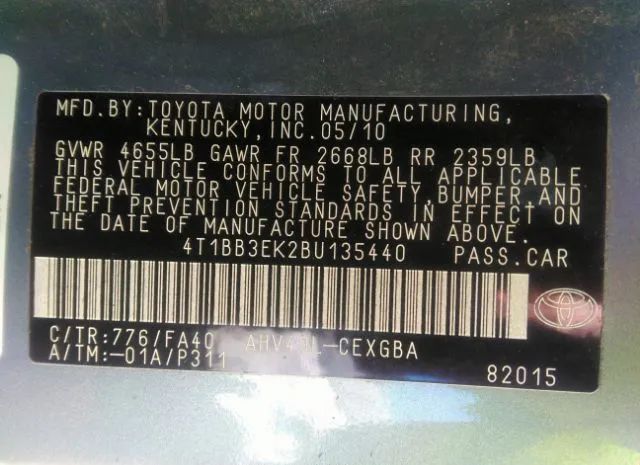 MFD.BY:TOYOTA MOTOR MANUFACTURING,
KENTUCKY,INC.05/10
GVWR 4655LB GAWR FR 2668LB RR 2359LB
THIS VEHICLE CONFORMS TO ALL APPLICABLE
FEDERAL MOTOR VEHICLE SAFETY,BUMPER,AND
THEFT PREVENTION STANDARDS IN EFFECT ON
THE DATE OF MANUFACTURE SHOWN ABOVE.
4T1BB3EK2BU135440 PASS.CAR
C/TR:776/FA40 AHV40L-CEXGBA
A/TM:-01A/P311
82015